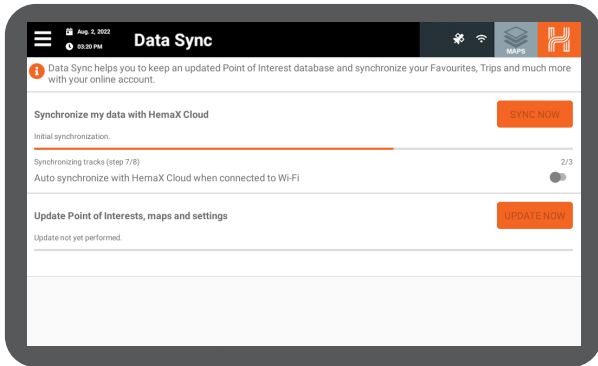 Aug. 2, 2022
03:20 PM
Data Sync
MAPS
Data Sync helps you to keep an updated Point of Interest database and synchronize your Favourites, Trips and much more
with your online account.
Synchronize my data with HemaX Cloud
SYNC NOW
Initial synchronization.
Synchronizing tracks (step 7/8)
2/3
Auto synchronize with HemaX Cloud when connected to Wi-Fi
Update Point of Interests, maps and settings
UPDATE NOW
Update not yet performed.